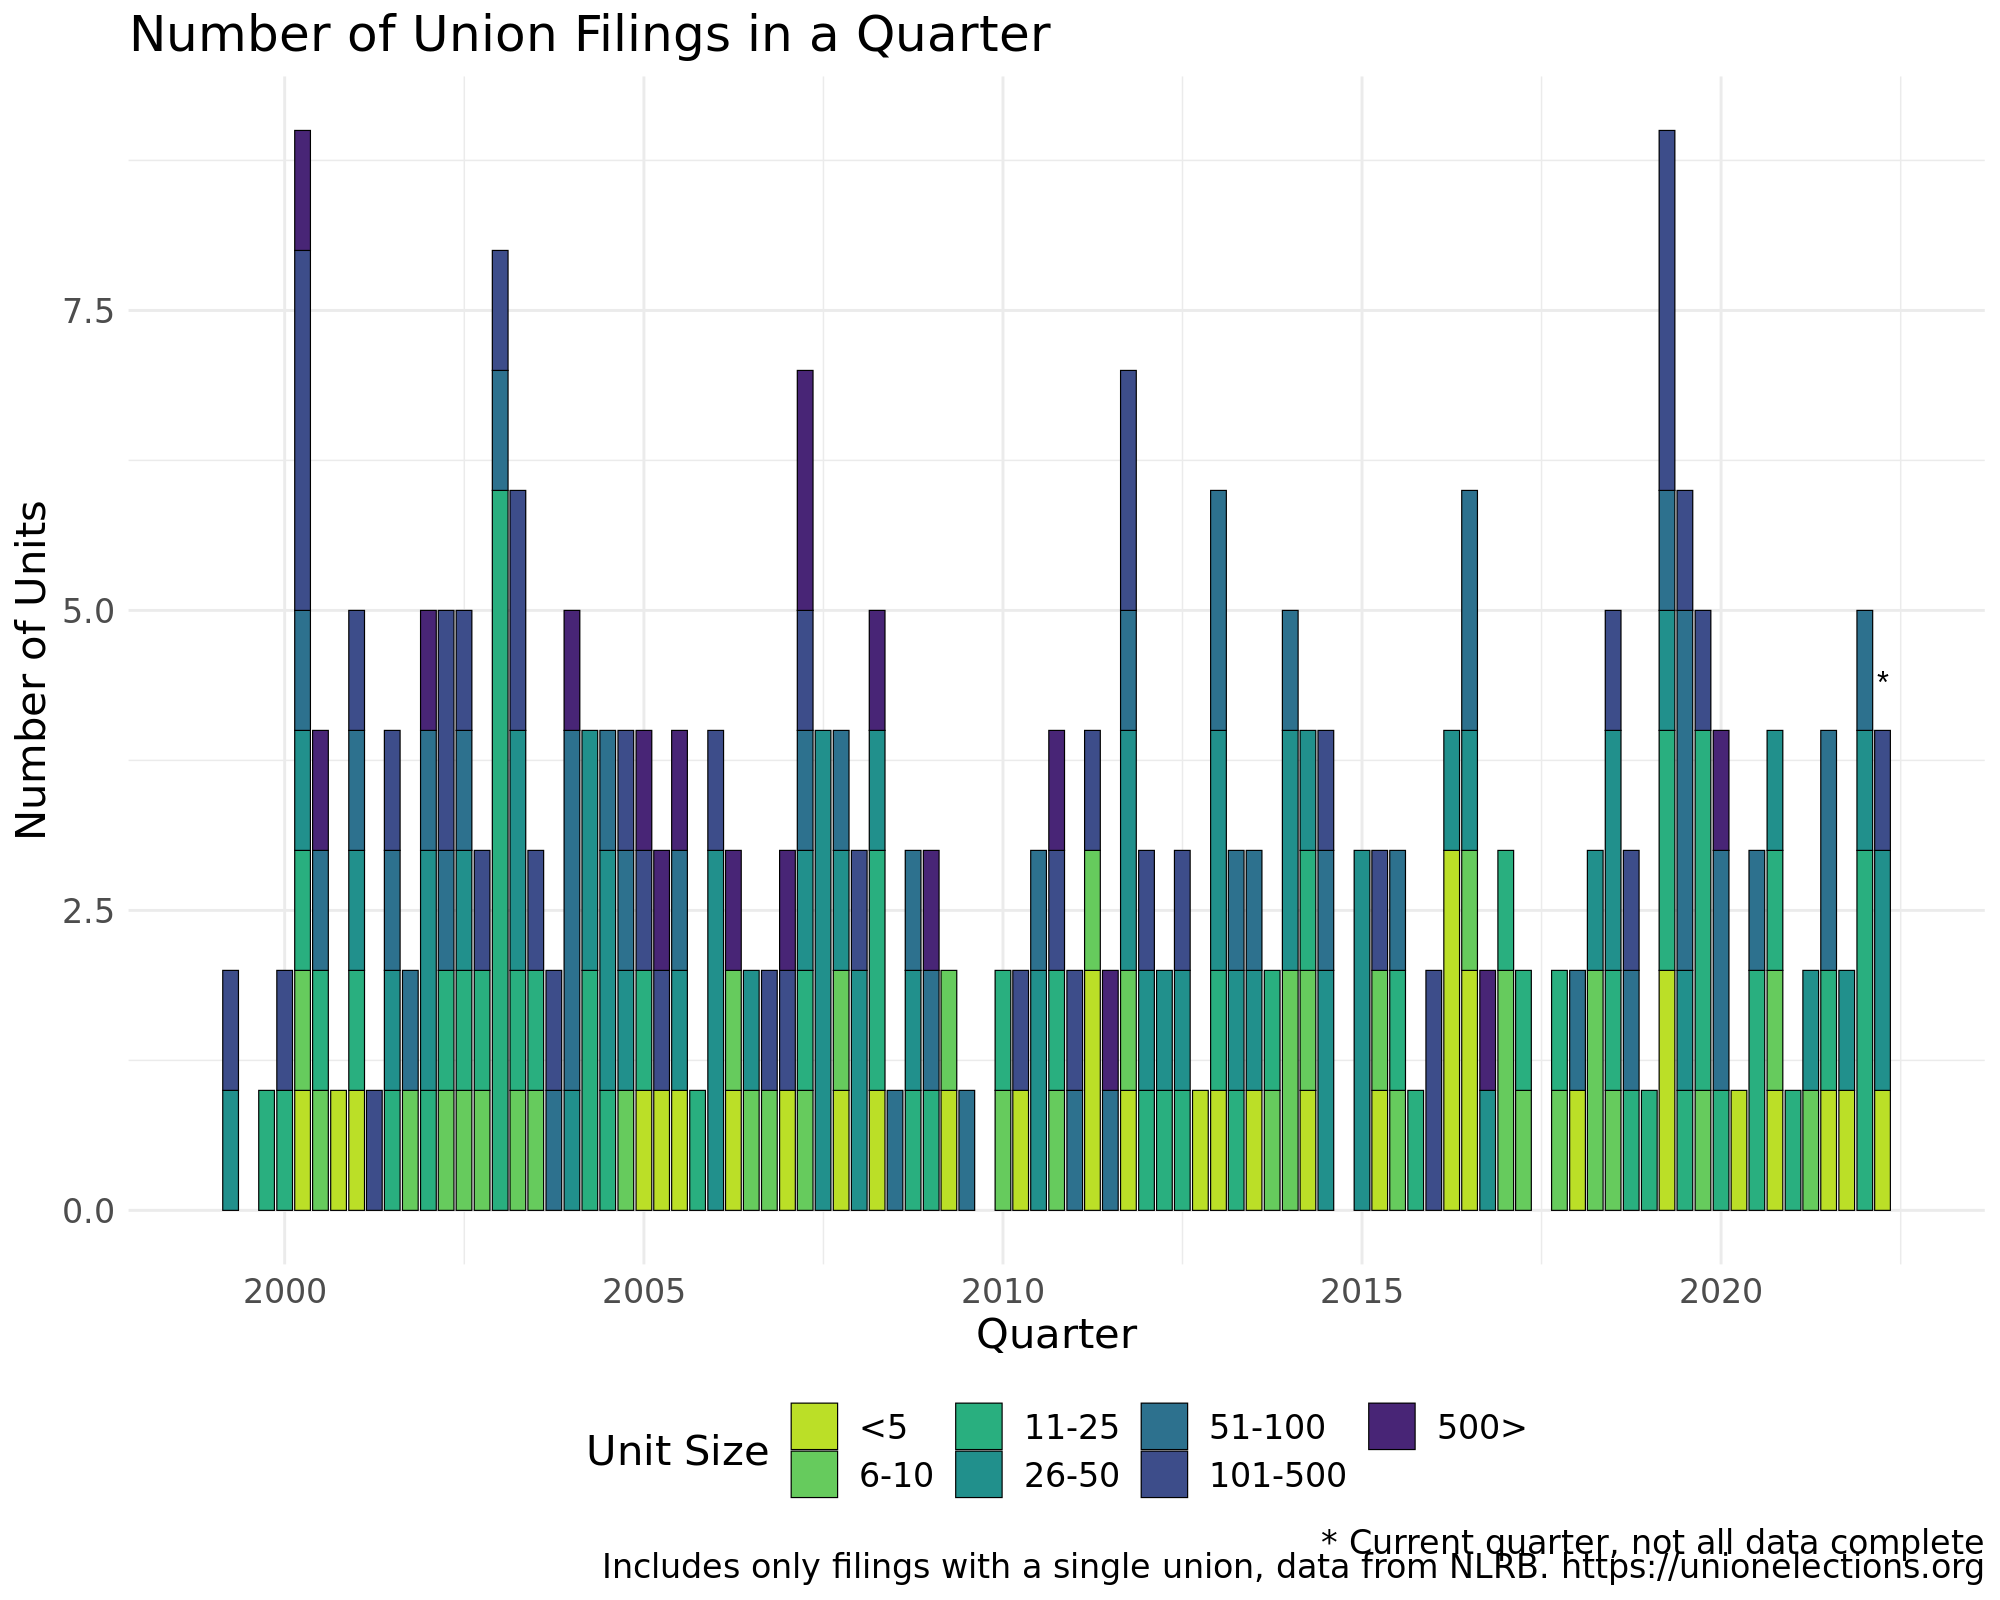 Number of Union Filings in a Quarter
Number of Units
7.5
5.0
2.5
0.0
*
2000 2005 2010 2015 2020
Quarter
Unit Size
<5 11-25 51-100 500>
6-10 26-50 101-500
* Current quarter, not all data complete
Includes only filings with a single union, data from NLRB. https://unionelections.org